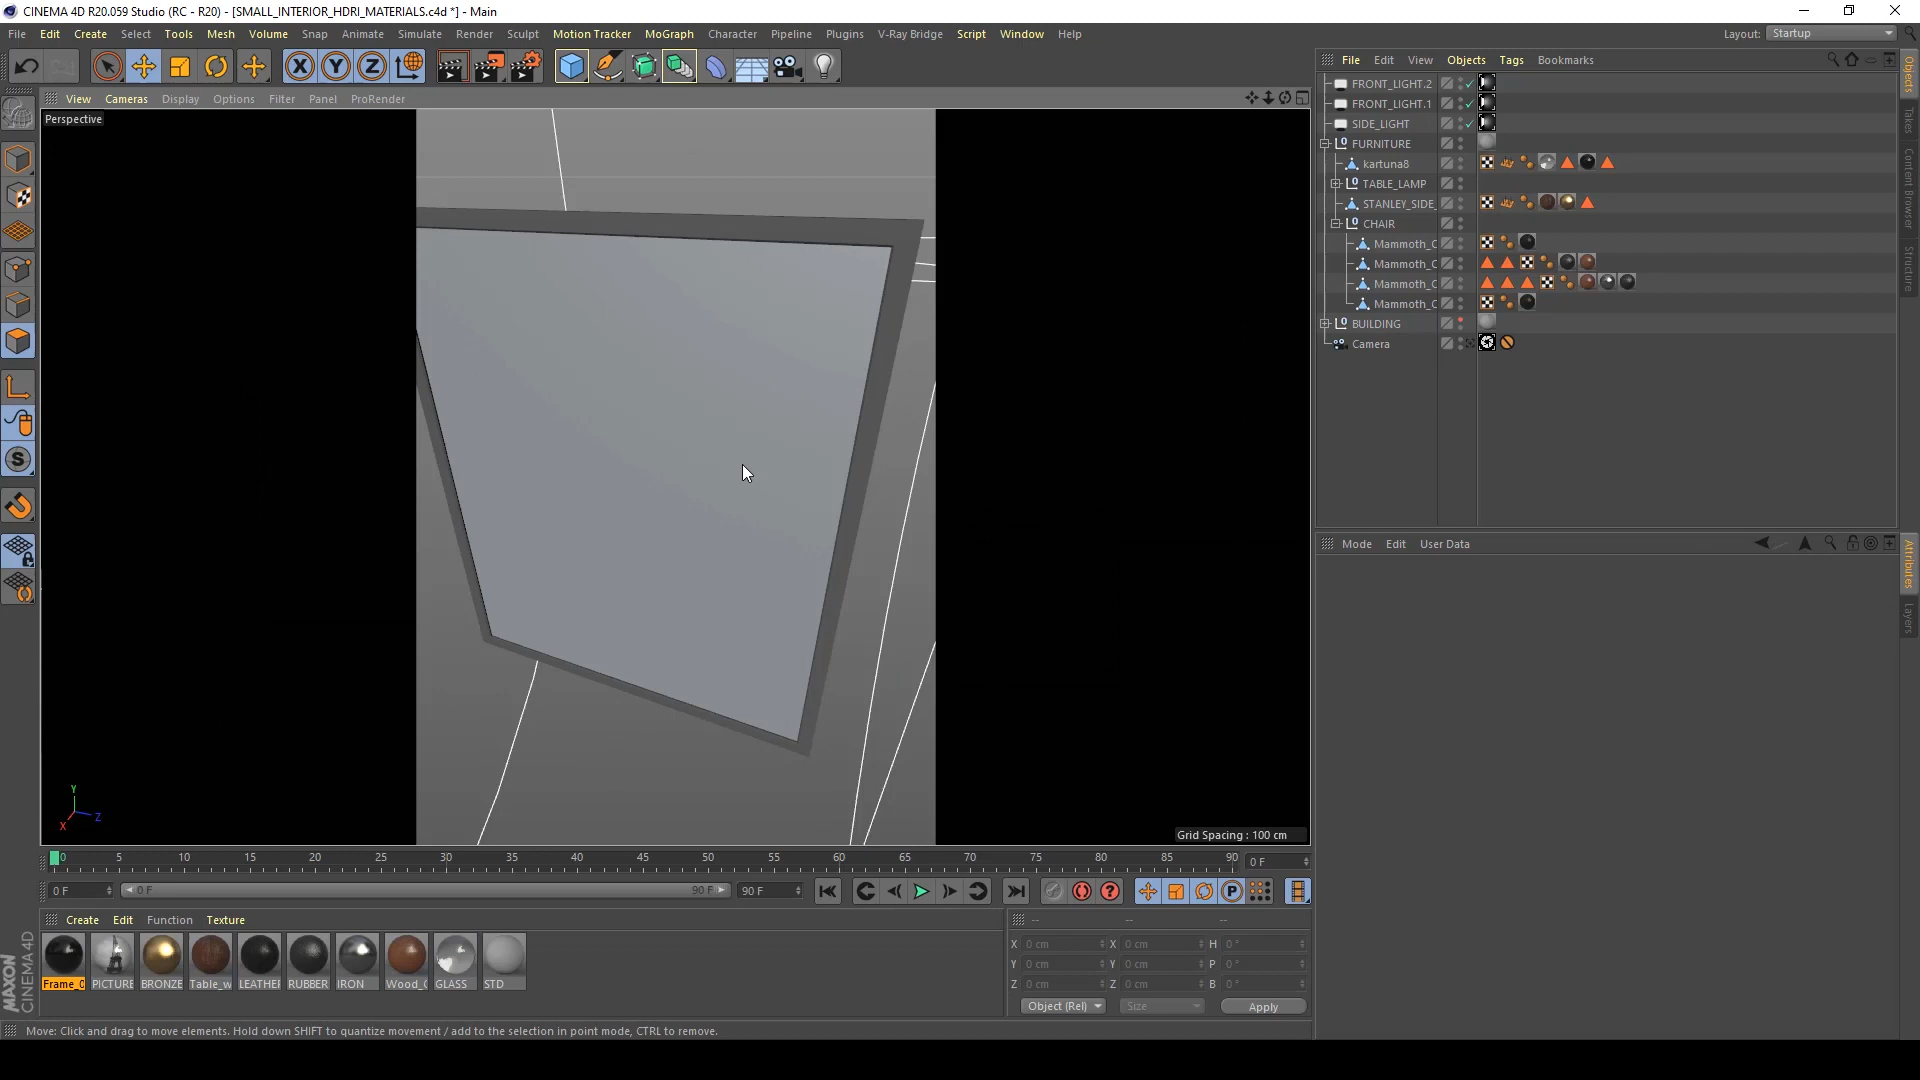 CINEMA 4D R20.059 Studio (RC - R20) - [SMALL_INTERIOR_HDRI_MATERIALS.c4d *] - Main
File Edit Create Select Tools Mesh Volume Snap Animate Simulate Render Sculpt Motion Tracker MoGraph Character Pipeline Plugins V-Ray Bridge Script Window Help
Layout: Startup
View Cameras Display Options Filter Panel ProRender
Perspective
Grid Spacing : 100 cm
Y
Z
X
File Edit View Objects Tags Bookmarks
FRONT_LIGHT.2
FRONT_LIGHT.1
SIDE_LIGHT
FURNITURE
kartuna8
TABLE_LAMP
STANLEY_SIDE_
CHAIR
Mammoth_C
Mammoth_C
Mammoth_C
Mammoth_C
BUILDING
Camera
Objects
Takes
Content Browser
Structure
Mode Edit User Data
Attributes
Layers
0 5 10 15 20 25 30 35 40 45 50 55 60 65 70 75 80 85 90 0 F
0 F 0 F 90 F 90 F
Create Edit Function Texture
PICTURE BRONZE Table_w LEATHER RUBBER IRON Wood_ GLASS STD
-- -- --
X 0 cm X 0 cm H 0 °
Y 0 cm Y 0 cm P 0 °
Z 0 cm Z 0 cm B 0 °
Object (Rel) Size Apply
MAXON
CINEMA 4D
Move: Click and drag to move elements. Hold down SHIFT to quantize movement / add to the selection in point mode, CTRL to remove.